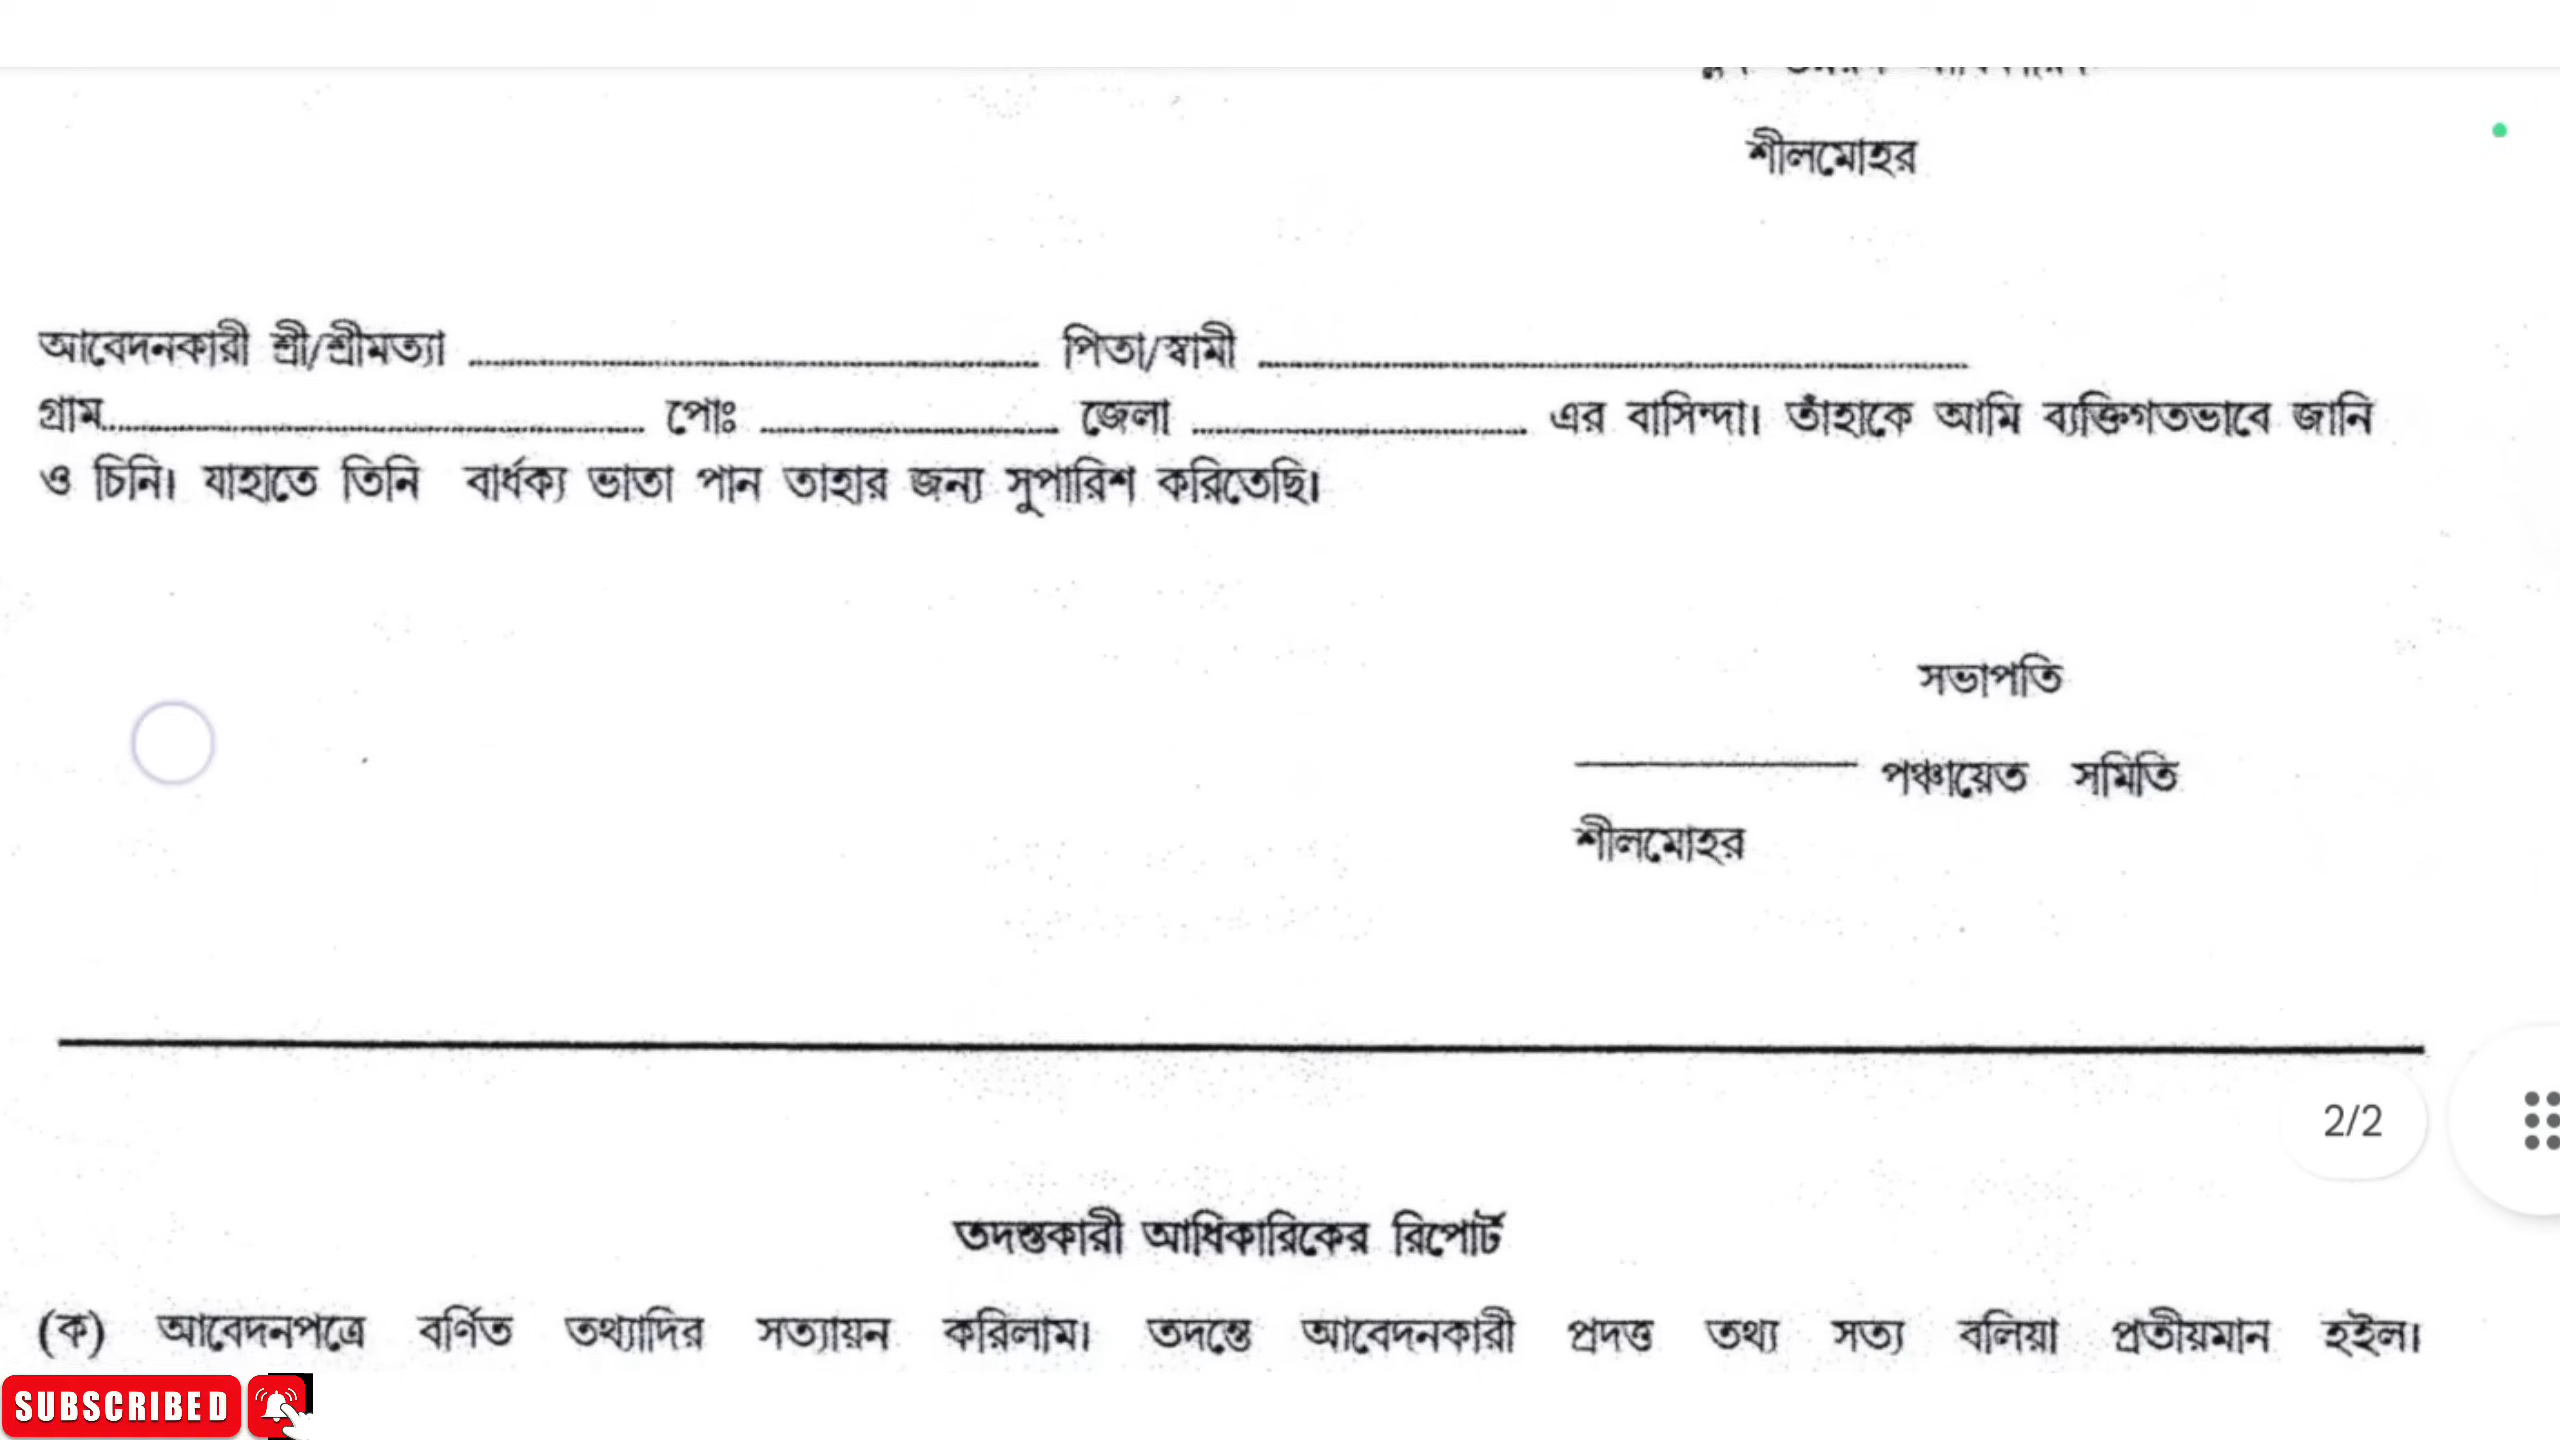 শীলমোহর
আবেদনকারী শ্রী/শ্রীমত্যা ........................ পিতা/স্বামী ........................
গ্রাম........................ পোঃ ........................ জেলা ........................ এর বাসিন্দা। তাঁহাকে আমি ব্যক্তিগতভাবে জানি
ও চিনি। যাহাতে তিনি বার্ধক্য ভাতা পান তাহার জন্য সুপারিশ করিতেছি।
সভাপতি
____________ পঞ্চায়েত সমিতি
শীলমোহর
2/2
তদন্তকারী আধিকারিকের রিপোর্ট
(ক) আবেদনপত্রে বর্ণিত তথ্যাদির সত্যায়ন করিলাম। তদন্তে আবেদনকারী প্রদত্ত তথ্য সত্য বলিয়া প্রতীয়মান হইল।
SUBSCRIBED